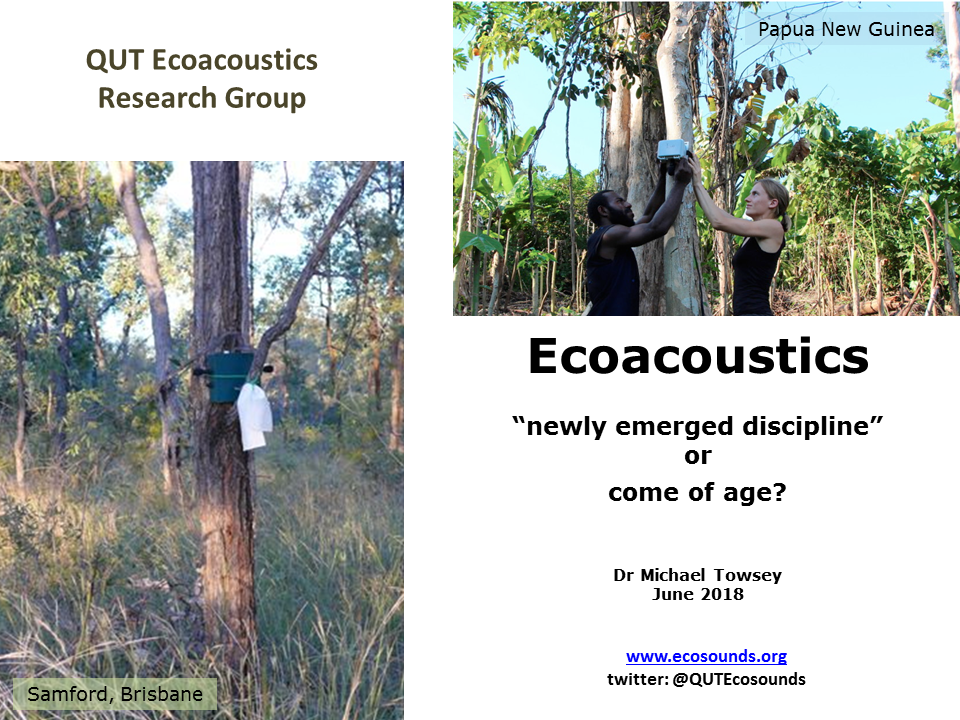 QUT Ecoacoustics
Research Group
Papua New Guinea
Ecoacoustics
“newly emerged discipline”
or
come of age?
Dr Michael Towsey
June 2018
www.ecosounds.org
twitter: @QUTEcosounds
Samford, Brisbane